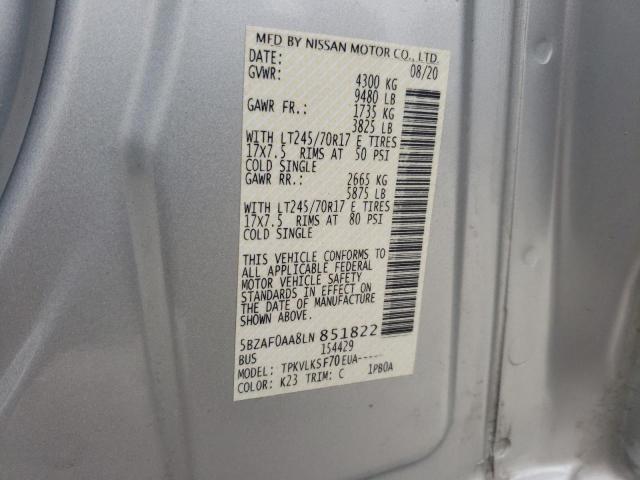 MFD BY NISSAN MOTOR CO., LTD.
DATE: 08/20
GVWR: 4300 KG
9480 LB
GAWR FR.: 1735 KG
3825 LB
WITH LT245/70R17 E TIRES
17X7.5 RIMS AT 50 PSI
COLD SINGLE
GAWR RR.: 2665 KG
5875 LB
WITH LT245/70R17 E TIRES
17X7.5 RIMS AT 80 PSI
COLD SINGLE
THIS VEHICLE CONFORMS TO
ALL APPLICABLE FEDERAL
MOTOR VEHICLE SAFETY
STANDARDS IN EFFECT ON
THE DATE OF MANUFACTURE
SHOWN ABOVE.
5BZAF0AA8LN851822
BUS 154429
MODEL: TPKVLKSF70EUA-----
COLOR: K23 TRIM: C 1PB0A